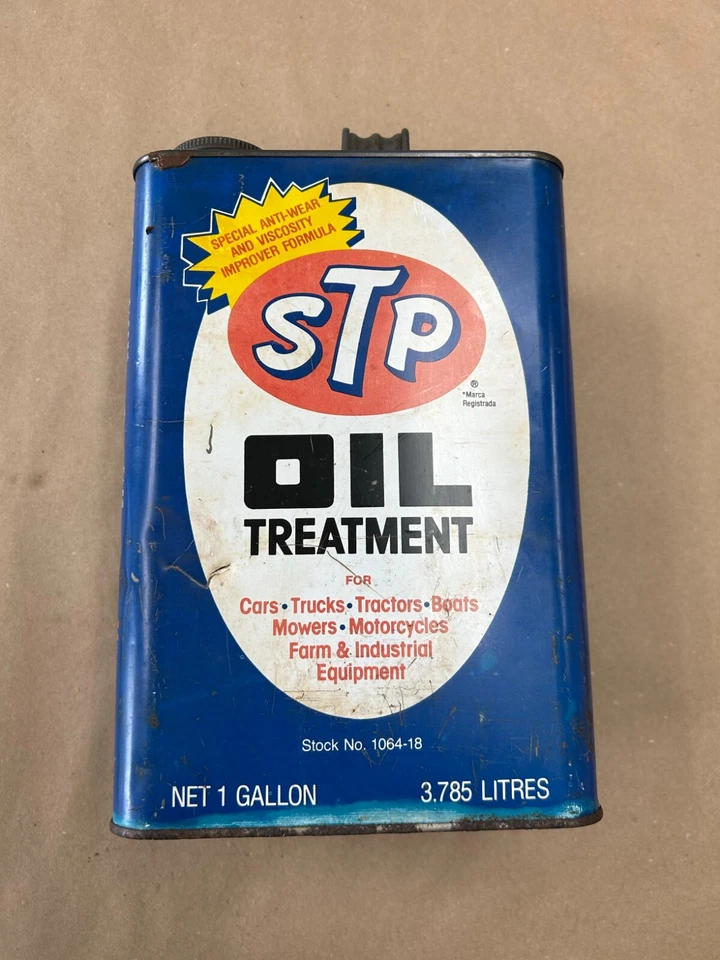 SPECIAL ANTI-WEAR
AND VISCOSITY
IMPROVER FORMULA
STP
®
*Marca
Registrada
OIL
TREATMENT
FOR
Cars • Trucks • Tractors • Boats
Mowers • Motorcycles
Farm & Industrial
Equipment
Stock No. 1064-18
NET 1 GALLON 3.785 LITRES